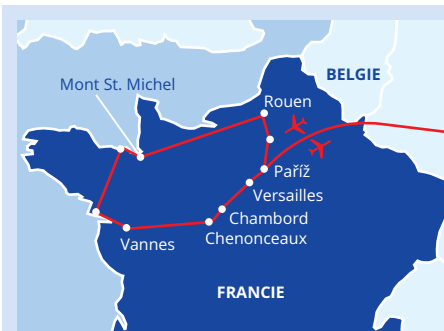 BELGIE
Mont St. Michel
Rouen
Paříž
Versailles
Chambord
Chenonceaux
Vannes
FRANCIE